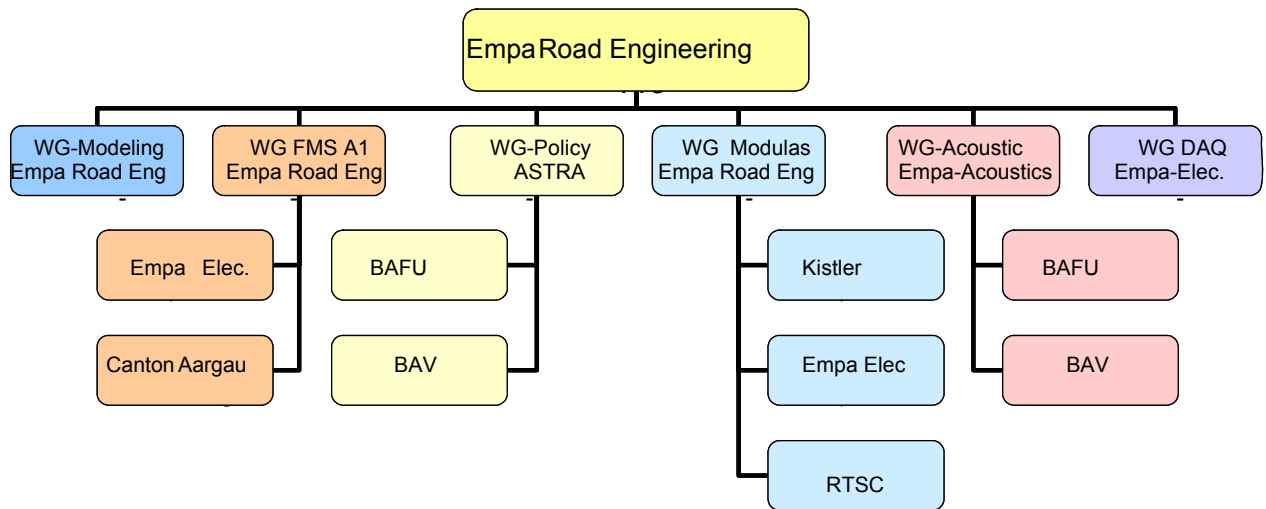 Empa Road Engineering
WG-Modeling
Empa Road Eng
WG FMS A1
Empa Road Eng
WG-Policy
ASTRA
WG Modulas
Empa Road Eng
WG-Acoustic
Empa-Acoustics
WG DAQ
Empa-Elec.
Empa Elec.
BAFU
Kistler
BAFU
Canton Aargau
BAV
Empa Elec
BAV
RTSC